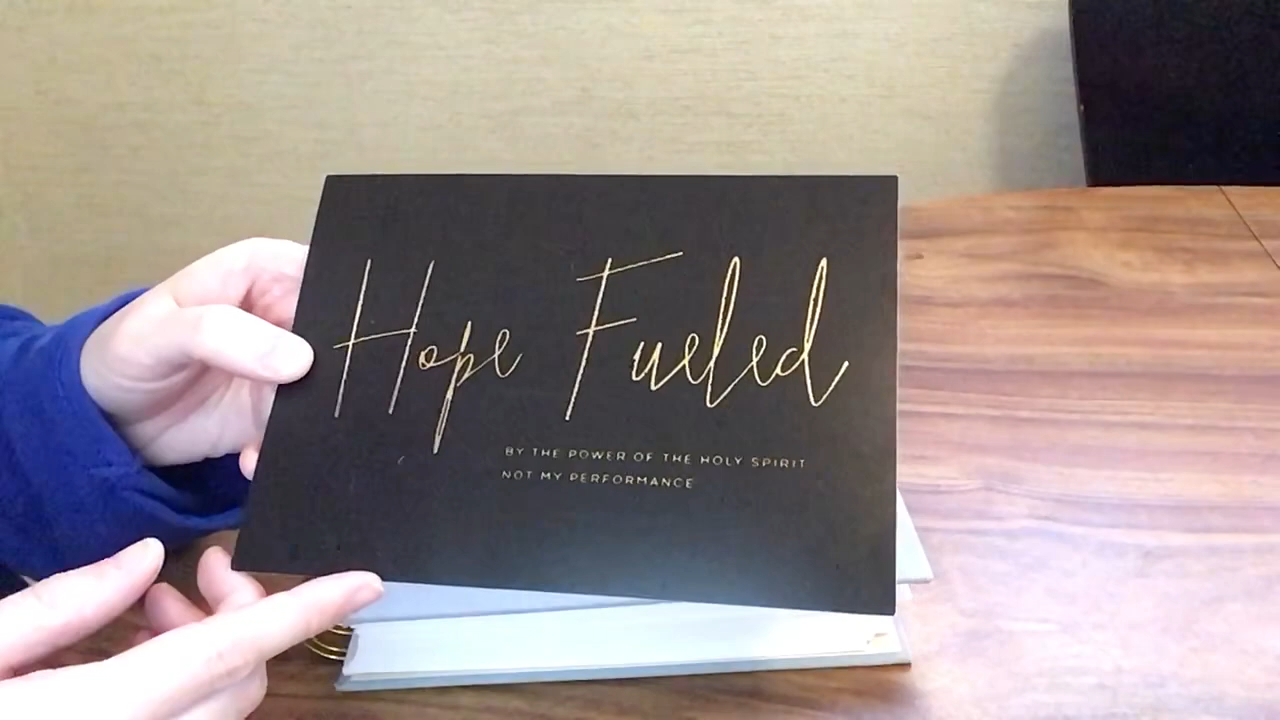 Hope Fueled
BY THE POWER OF THE HOLY SPIRIT
NOT MY PERFORMANCE